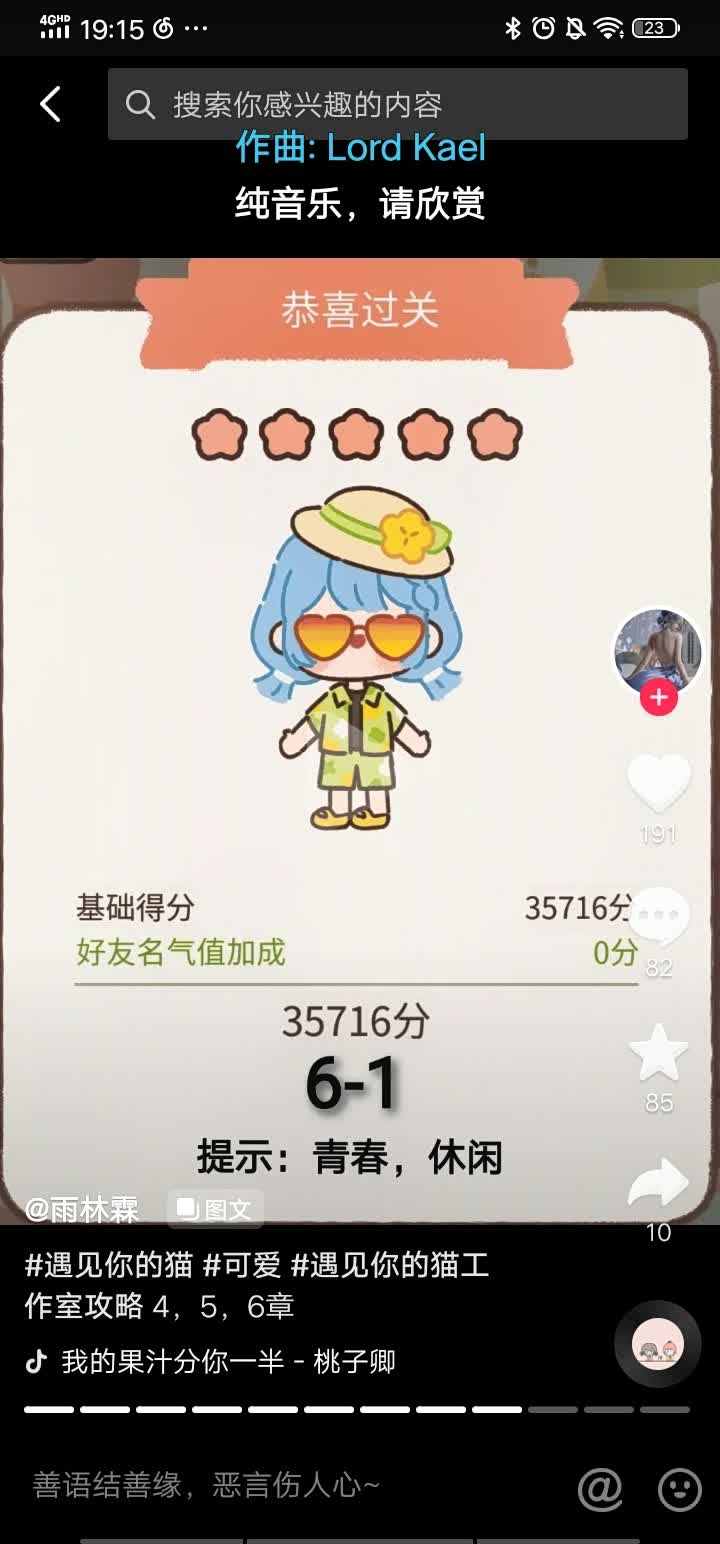 4GHD 19:15 ··· 23
搜索你感兴趣的内容
作曲: Lord Kael
纯音乐，请欣赏
恭喜过关
基础得分 35716分
好友名气值加成 0分
35716分
6-1
提示：青春，休闲
191
82
85
10
@雨林霖 图文
#遇见你的猫 #可爱 #遇见你的猫工
作室攻略 4，5，6章
我的果汁分你一半 - 桃子卿
善语结善缘，恶言伤人心~